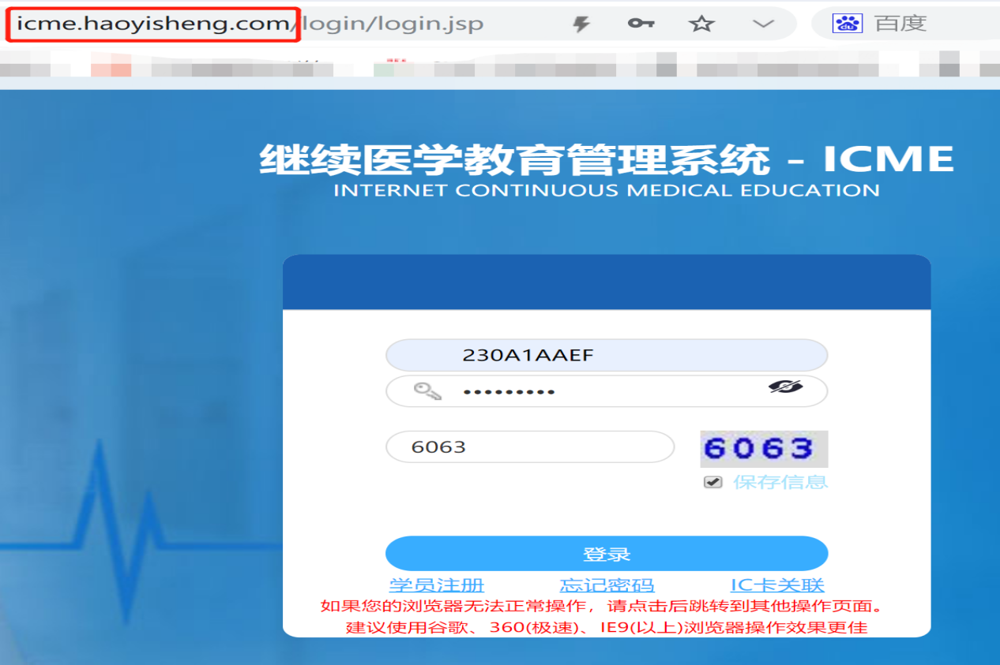 icme.haoyisheng.com/login/login.jsp
百度
继续医学教育管理系统 - ICME
INTERNET CONTINUOUS MEDICAL EDUCATION
230A1AAEF
•••••••••
6063
6063
保存信息
登录
学员注册 忘记密码 IC卡关联
如果您的浏览器无法正常操作，请点击后跳转到其他操作页面。
建议使用谷歌、360(极速)、IE9(以上)浏览器操作效果更佳